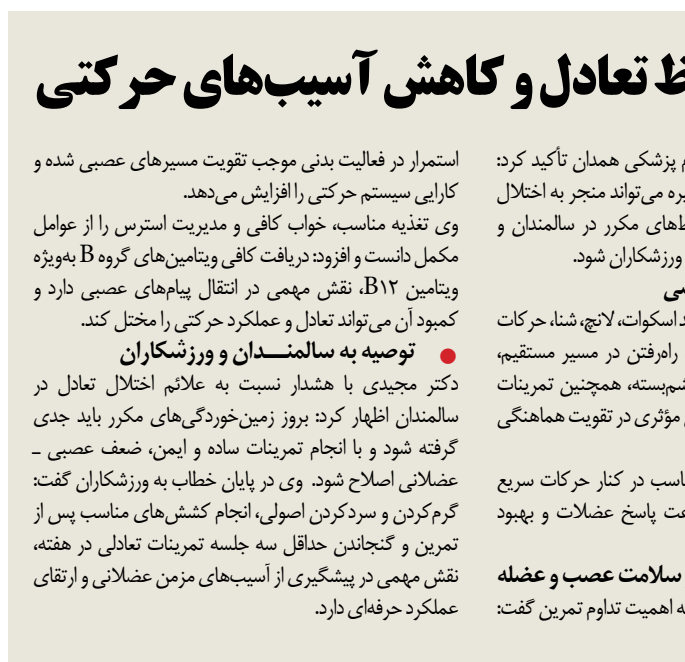 تعادل و کاهش آسیب‌های حرکتی
پزشکی همدان تأکید کرد:
می‌تواند منجر به اختلال
مکرر در سالمندان و
ورزشکاران شود.
اسکوات، لانچ، شنا، حرکات
راه‌رفتن در مسیر مستقیم،
همچنین تمرینات
مؤثری در تقویت هماهنگی
در کنار حرکات سریع
پاسخ عضلات و بهبود
سلامت عصب و عضله
اهمیت تداوم تمرین گفت:
استمرار در فعالیت بدنی موجب تقویت مسیرهای عصبی شده و
کارایی سیستم حرکتی را افزایش می‌دهد.
وی تغذیه مناسب، خواب کافی و مدیریت استرس را از عوامل
مکمل دانست و افزود: دریافت کافی ویتامین‌های گروه B به‌ویژه
ویتامین B۱۲، نقش مهمی در انتقال پیام‌های عصبی دارد و
کمبود آن می‌تواند تعادل و عملکرد حرکتی را مختل کند.
● توصیه به سالمنـــدان و ورزشکاران
دکتر مجیدی با هشدار نسبت به علائم اختلال تعادل در
سالمندان اظهار کرد: بروز زمین‌خوردگی‌های مکرر باید جدی
گرفته شود و با انجام تمرینات ساده و ایمن، ضعف عصبی ـ
عضلانی اصلاح شود. وی در پایان خطاب به ورزشکاران گفت:
گرم‌کردن و سردکردن اصولی، انجام کشش‌های مناسب پس از
تمرین و گنجاندن حداقل سه جلسه تمرینات تعادلی در هفته،
نقش مهمی در پیشگیری از آسیب‌های مزمن عضلانی و ارتقای
عملکرد حرفه‌ای دارد.